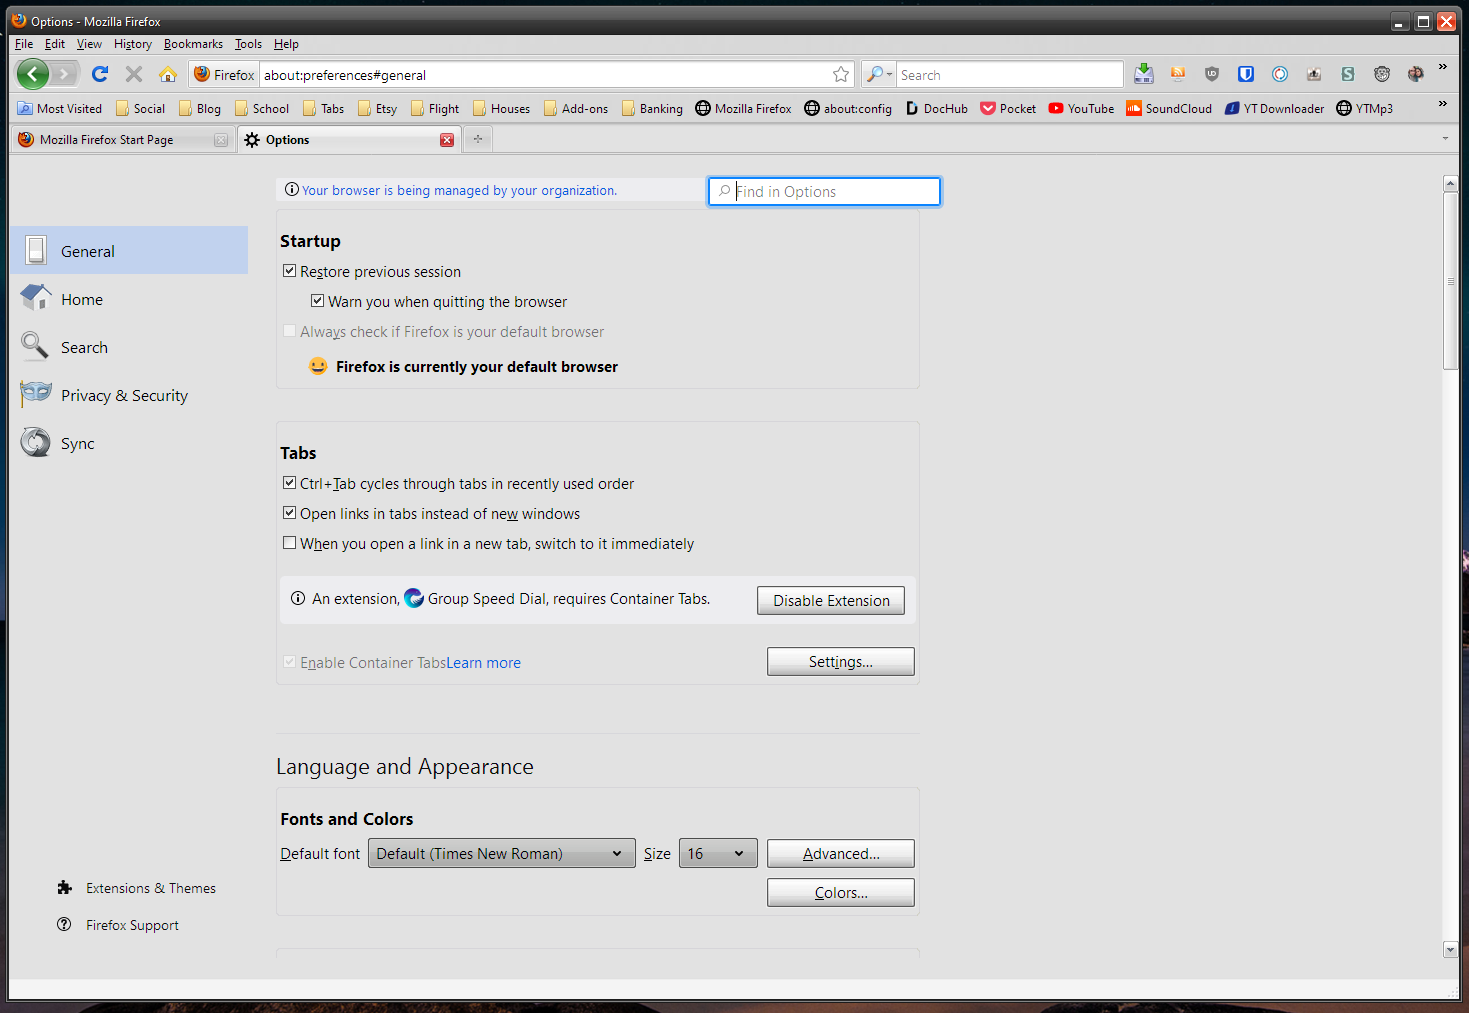 Options - Mozilla Firefox
File Edit View History Bookmarks Tools Help
Firefox about:preferences#general Search
Most Visited Social Blog School Tabs Etsy Flight Houses Add-ons Banking Mozilla Firefox about:config DocHub Pocket YouTube SoundCloud YT Downloader YTMp3
Mozilla Firefox Start Page Options
Your browser is being managed by your organization. Find in Options
General
Home
Search
Privacy & Security
Sync
Startup
Restore previous session
Warn you when quitting the browser
Always check if Firefox is your default browser
Firefox is currently your default browser
Tabs
Ctrl+Tab cycles through tabs in recently used order
Open links in tabs instead of new windows
When you open a link in a new tab, switch to it immediately
An extension, Group Speed Dial, requires Container Tabs. Disable Extension
Enable Container TabsLearn more Settings...
Language and Appearance
Fonts and Colors
Default font Default (Times New Roman) Size 16 Advanced...
Colors...
Extensions & Themes
Firefox Support